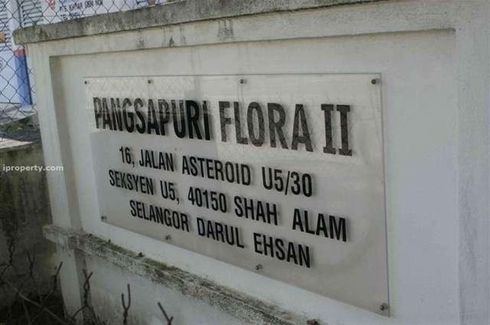 PANGSAPURI FLORA II
16, JALAN ASTEROID U5/30
SEKSYEN U5, 40150 SHAH ALAM
SELANGOR DARUL EHSAN
iproperty.com